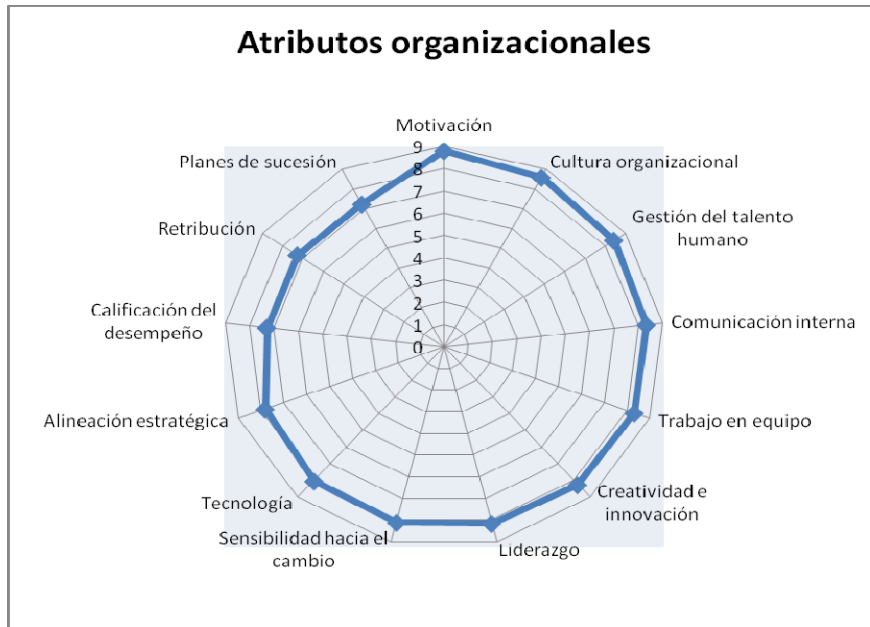 Atributos organizacionales
Motivación
Planes de sucesión
Cultura organizacional
Retribución
Gestión del talento
humano
Calificación del
desempeño
Comunicación interna
Alineación estratégica
Trabajo en equipo
Tecnología
Creatividad e
innovación
Sensibilidad hacia el
cambio
Liderazgo
9
8
7
6
5
4
3
2
1
0